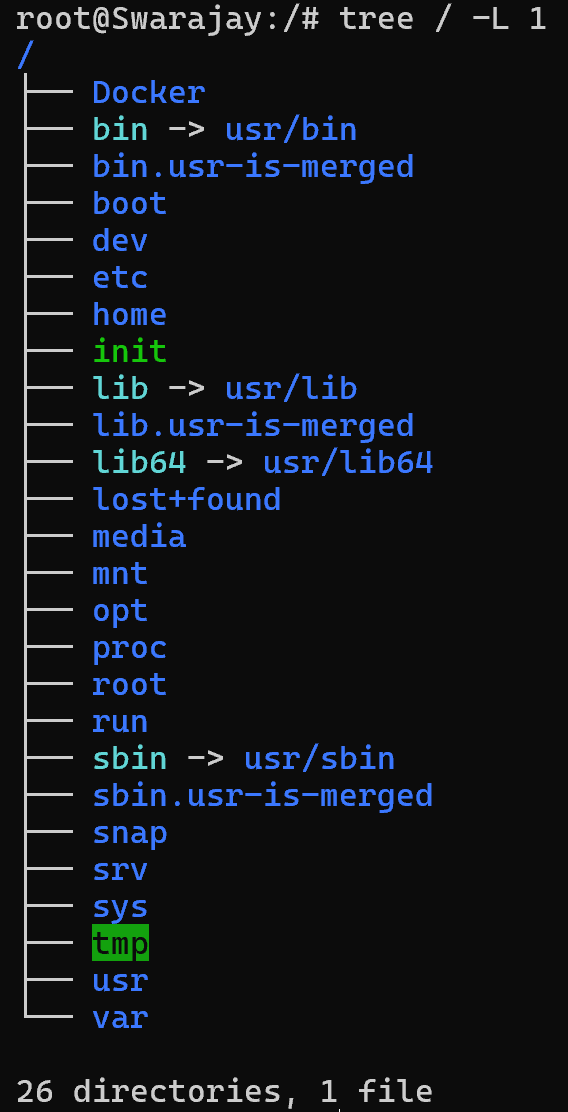 root@Swarajay:/# tree / -L 1
/
├── Docker
├── bin -> usr/bin
├── bin.usr-is-merged
├── boot
├── dev
├── etc
├── home
├── init
├── lib -> usr/lib
├── lib.usr-is-merged
├── lib64 -> usr/lib64
├── lost+found
├── media
├── mnt
├── opt
├── proc
├── root
├── run
├── sbin -> usr/sbin
├── sbin.usr-is-merged
├── snap
├── srv
├── sys
├── tmp
├── usr
└── var
26 directories, 1 file